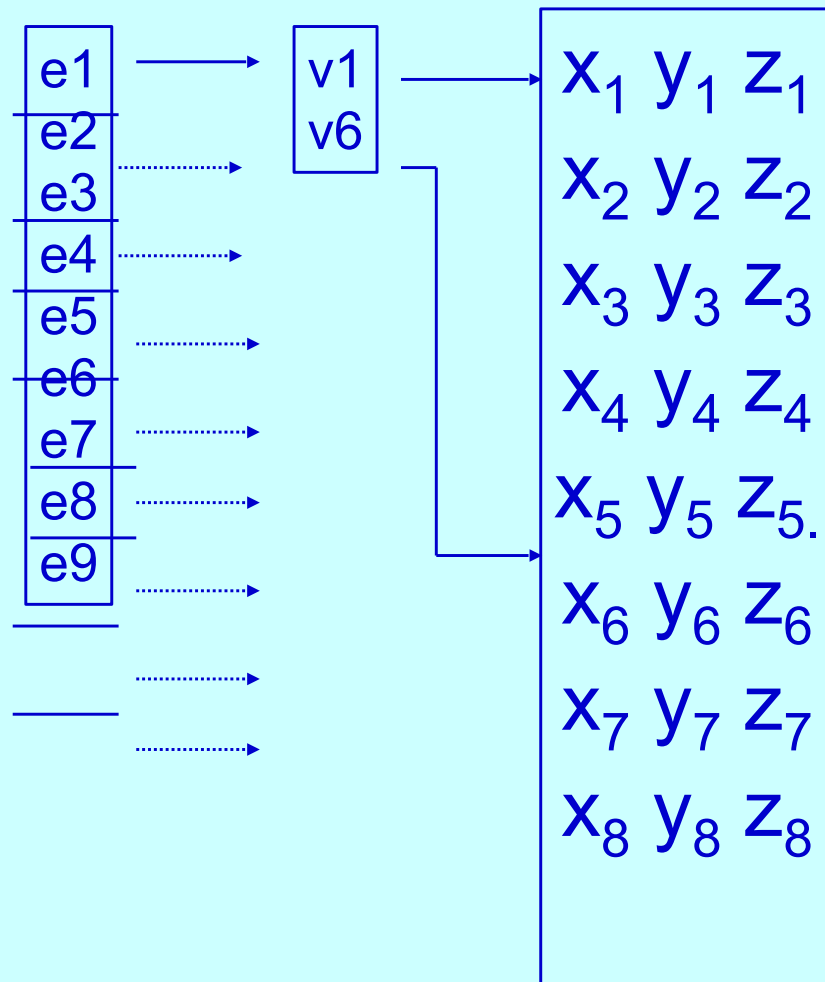 e1
e2
e3
e4
e5
e6
e7
e8
e9
v1
v6
x₁ y₁ z₁
x₂ y₂ z₂
x₃ y₃ z₃
x₄ y₄ z₄
x₅ y₅ z₅.
x₆ y₆ z₆
x₇ y₇ z₇
x₈ y₈ z₈